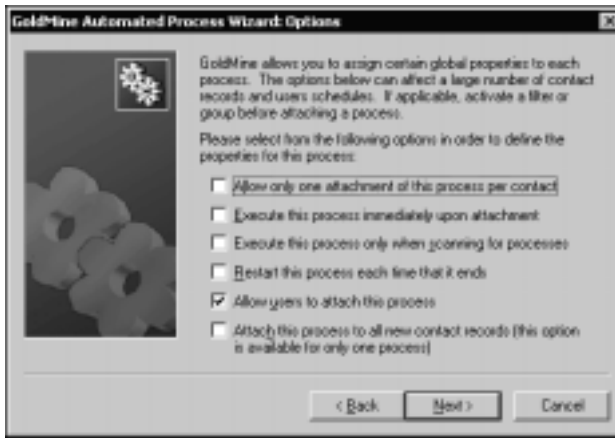 GoldMine Automated Process Wizard: Options
GoldMine allows you to assign certain global properties to each
process. The options below can affect a large number of contact
records and users schedules. If applicable, activate a filter or
group before attaching a process.
Please select from the following options in order to define the
properties for this process:
Allow only one attachment of this process per contact
Execute this process immediately upon attachment
Execute this process only when scanning for processes
Restart this process each time that it ends
Allow users to attach this process
Attach this process to all new contact records (this option
is available for only one process)
< Back
Next >
Cancel